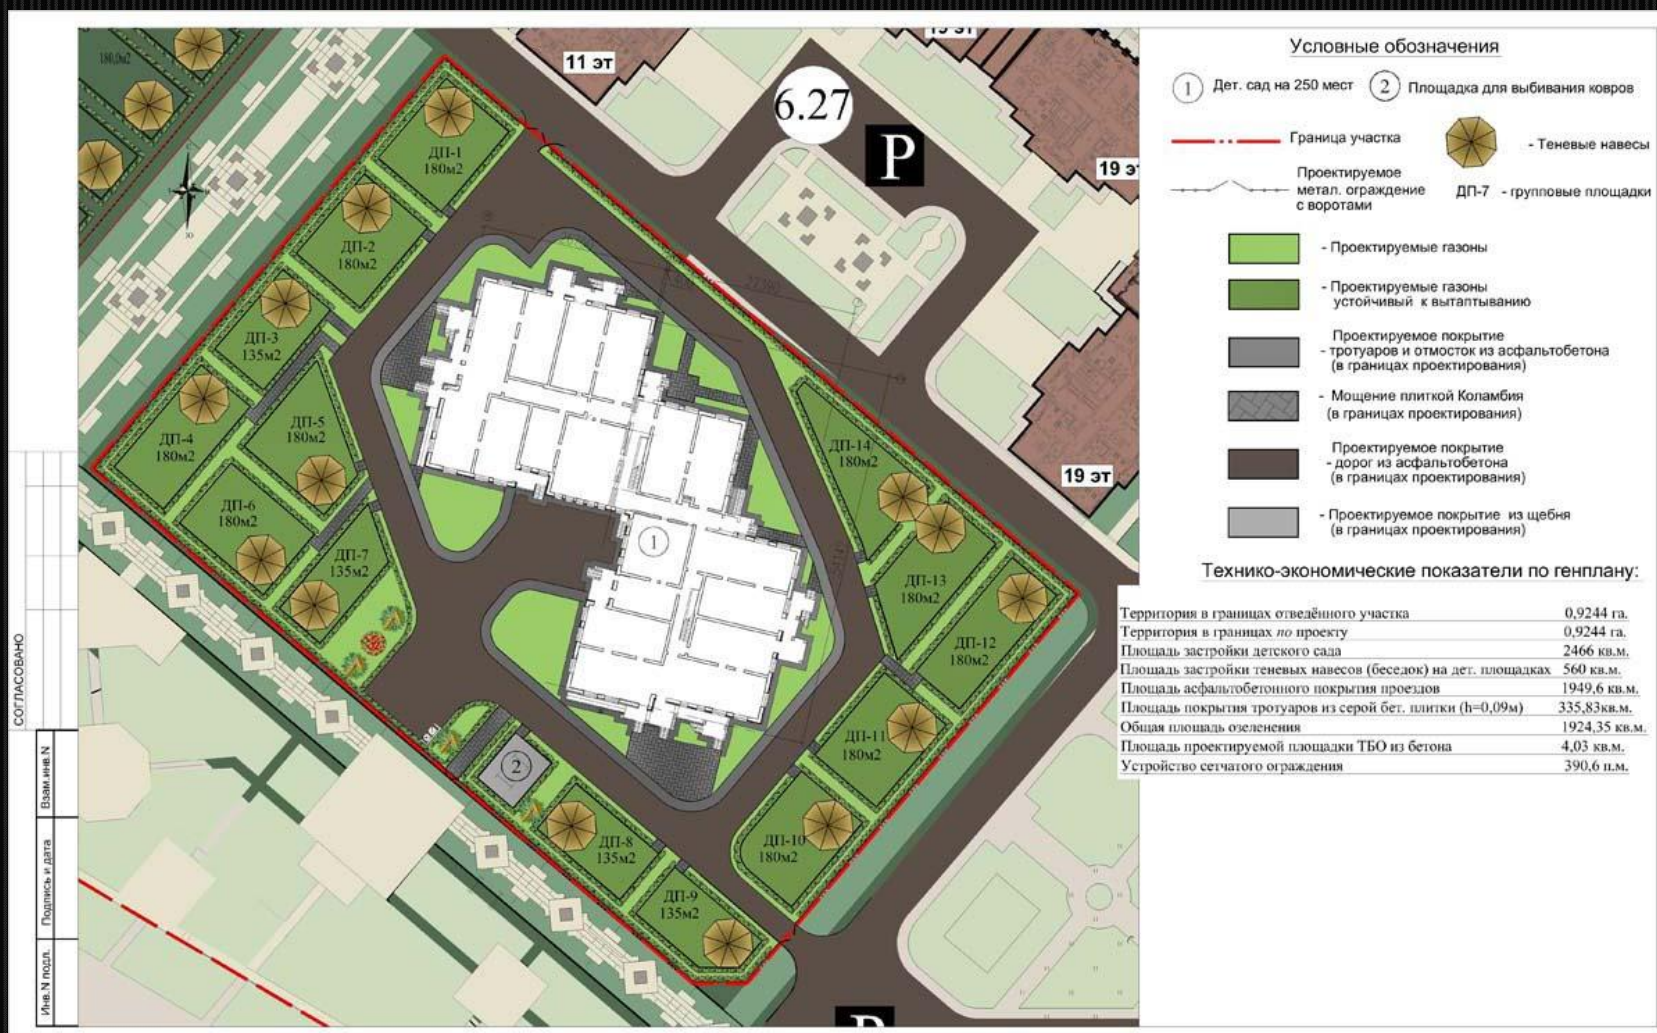 180,0м2
11 эт
19 эт
6.27
P
19 э
19 эт
ДП-1
180м2
ДП-2
180м2
ДП-3
135м2
ДП-4
180м2
ДП-5
180м2
ДП-6
180м2
ДП-7
135м2
ДП-14
180м2
ДП-13
180м2
ДП-12
180м2
ДП-11
180м2
ДП-10
180м2
ДП-8
135м2
ДП-9
135м2
1
2
Ю
P
СОГЛАСОВАНО
Взам.инв.N
Подпись и дата
Инв.N подл.
Условные обозначения
1 Дет. сад на 250 мест 2 Площадка для выбивания ковров
Граница участка
- Теневые навесы
Проектируемое
метал. ограждение
с воротами
ДП-7 - групповые площадки
- Проектируемые газоны
- Проектируемые газоны
устойчивый к вытаптыванию
Проектируемое покрытие
- тротуаров и отмосток из асфальтобетона
(в границах проектирования)
- Мощение плиткой Коламбия
(в границах проектирования)
Проектируемое покрытие
- дорог из асфальтобетона
(в границах проектирования)
- Проектируемое покрытие из щебня
(в границах проектирования)
Технико-экономические показатели по генплану:
Территория в границах отведённого участка 0,9244 га.
Территория в границах по проекту 0,9244 га.
Площадь застройки детского сада 2466 кв.м.
Площадь застройки теневых навесов (беседок) на дет. площадках 560 кв.м.
Площадь асфальтобетонного покрытия проездов 1949,6 кв.м.
Площадь покрытия тротуаров из серой бет. плитки (h=0,09м) 335,83кв.м.
Общая площадь озеленения 1924,35 кв.м.
Площадь проектируемой площадки ТБО из бетона 4,03 кв.м.
Устройство сетчатого ограждения 390,6 п.м.